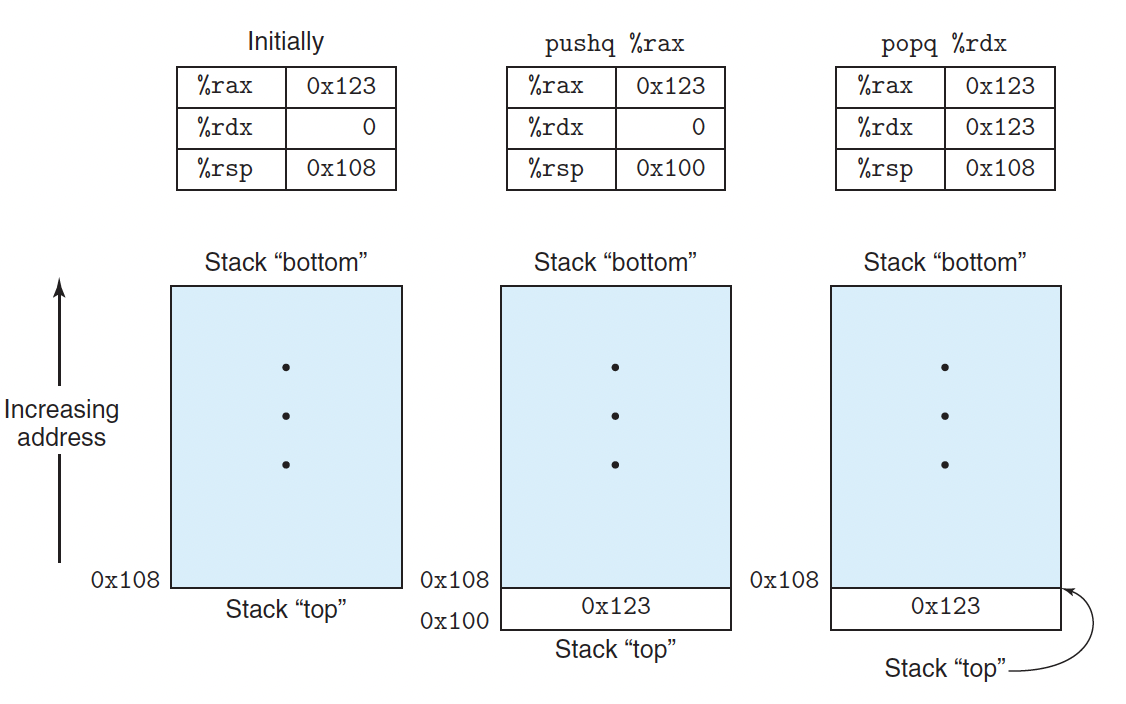 Initially
pushq %rax
popq %rdx
%rax 0x123
%rdx 0
%rsp 0x108
%rax 0x123
%rdx 0
%rsp 0x100
%rax 0x123
%rdx 0x123
%rsp 0x108
Stack “bottom”
Stack “bottom”
Stack “bottom”
Increasing
address
0x108
Stack “top”
0x108
0x100
0x123
Stack “top”
0x108
0x123
Stack “top”